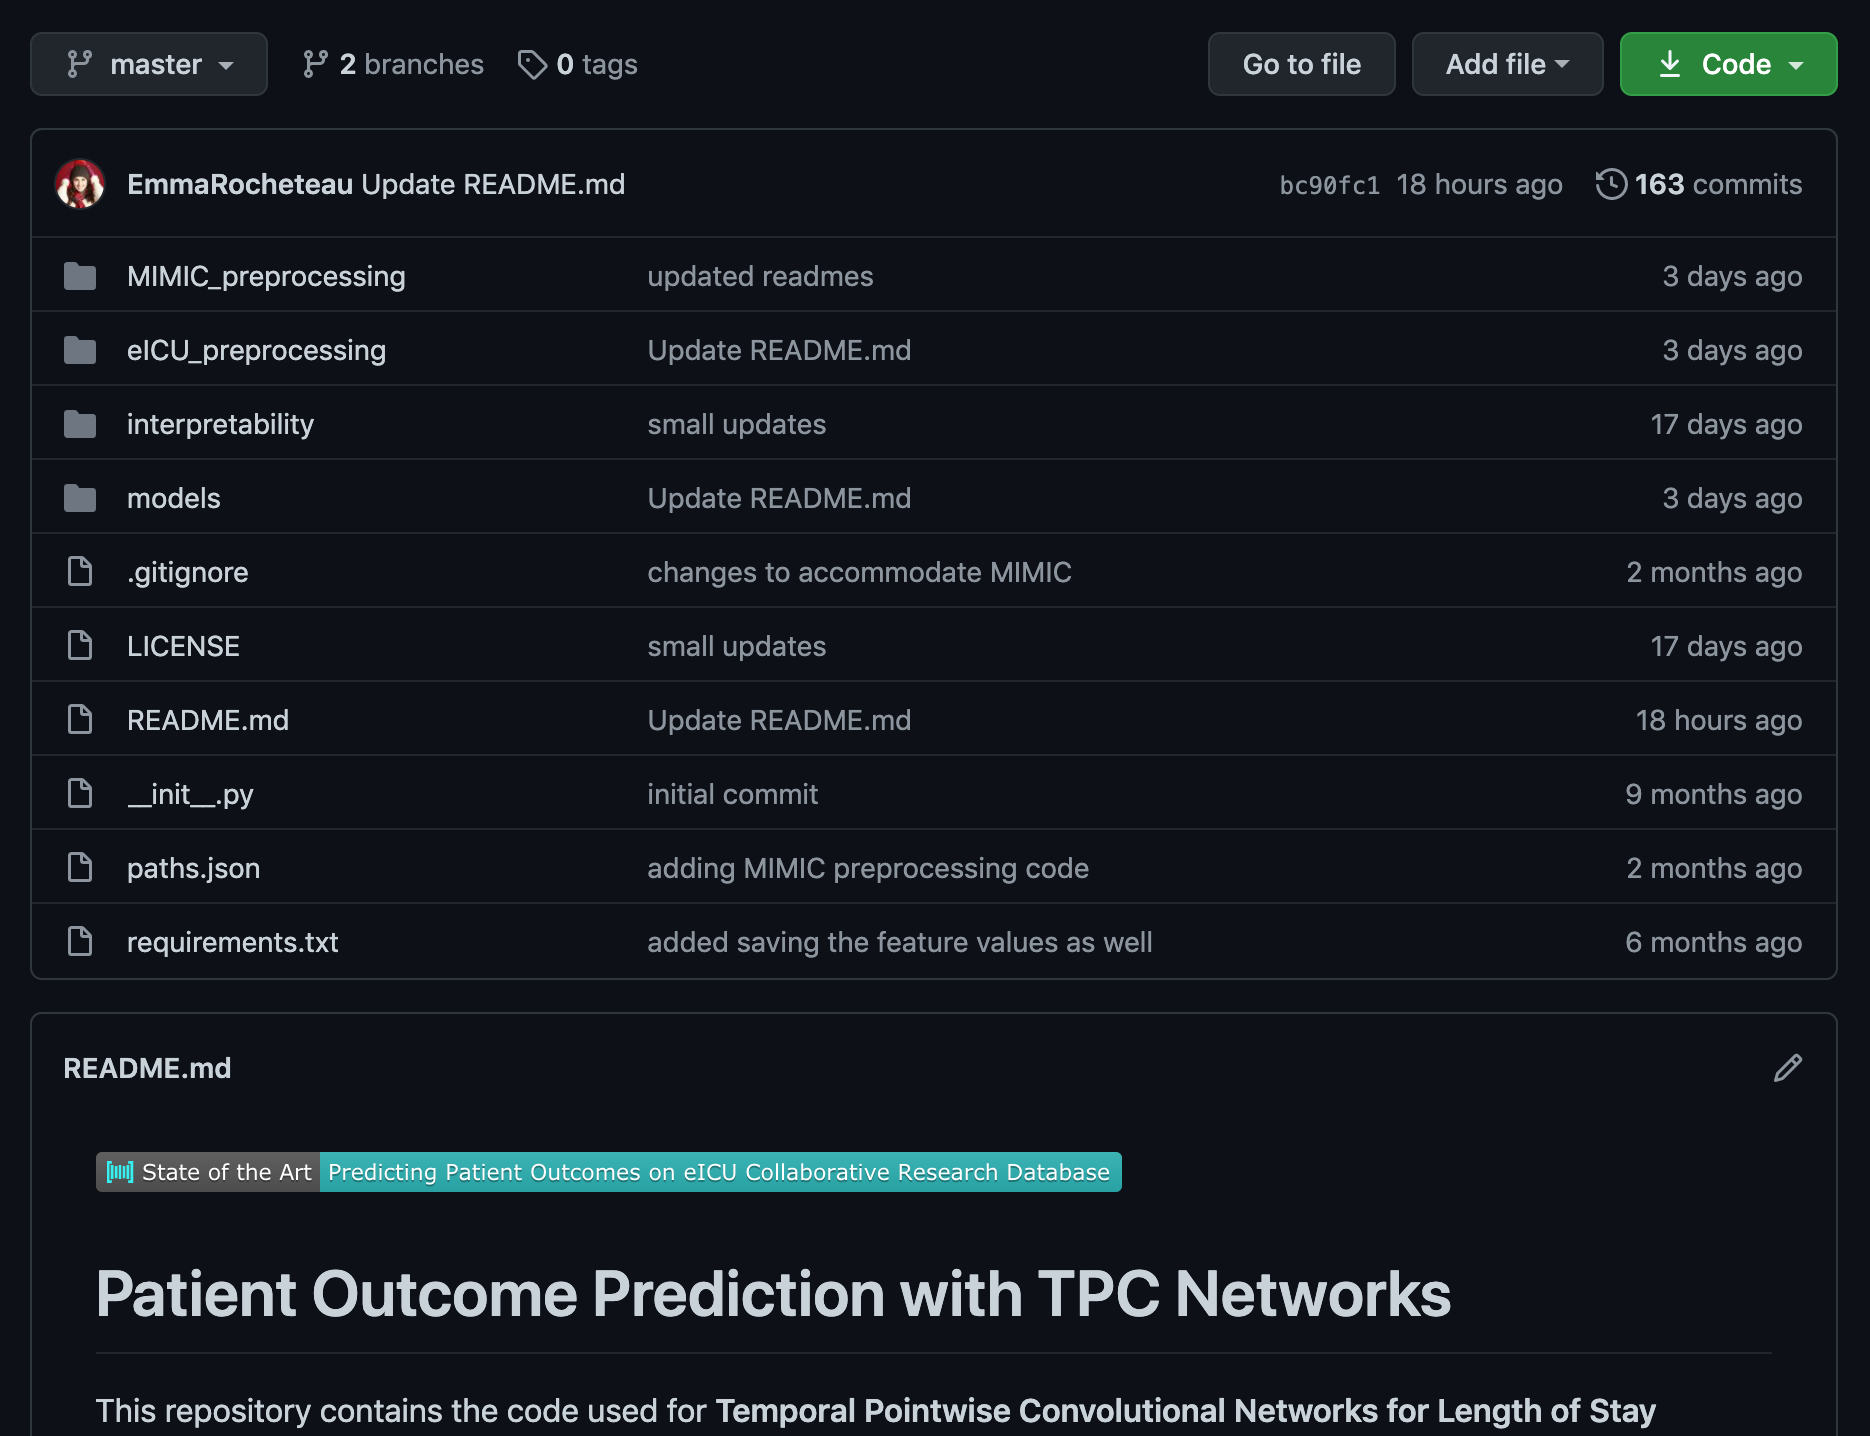 master 2 branches 0 tags Go to file Add file Code
EmmaRocheteau Update README.md bc90fc1 18 hours ago 163 commits
MIMIC_preprocessing updated readmes 3 days ago
eICU_preprocessing Update README.md 3 days ago
interpretability small updates 17 days ago
models Update README.md 3 days ago
.gitignore changes to accommodate MIMIC 2 months ago
LICENSE small updates 17 days ago
README.md Update README.md 18 hours ago
__init__.py initial commit 9 months ago
paths.json adding MIMIC preprocessing code 2 months ago
requirements.txt added saving the feature values as well 6 months ago
README.md
State of the Art Predicting Patient Outcomes on eICU Collaborative Research Database
Patient Outcome Prediction with TPC Networks
This repository contains the code used for Temporal Pointwise Convolutional Networks for Length of Stay